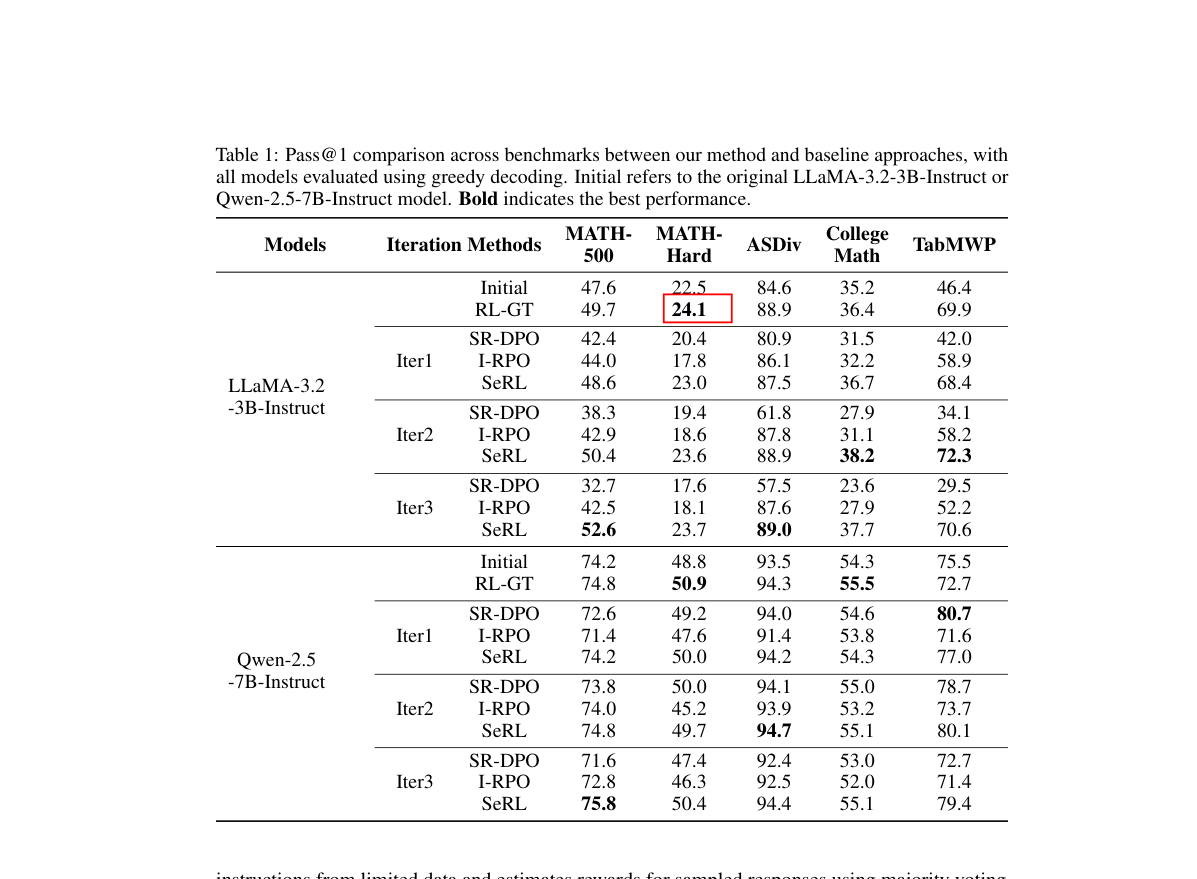 Table 1: Pass@1 comparison across benchmarks between our method and baseline approaches, with
all models evaluated using greedy decoding. Initial refers to the original LLaMA-3.2-3B-Instruct or
Qwen-2.5-7B-Instruct model. Bold indicates the best performance.
Models Iteration Methods MATH-500 MATH-Hard ASDiv College Math TabMWP
Initial 47.6 22.5 84.6 35.2 46.4
RL-GT 49.7 24.1 88.9 36.4 69.9
SR-DPO 42.4 20.4 80.9 31.5 42.0
Iter1 I-RPO 44.0 17.8 86.1 32.2 58.9
SeRL 48.6 23.0 87.5 36.7 68.4
LLaMA-3.2
-3B-Instruct
SR-DPO 38.3 19.4 61.8 27.9 34.1
Iter2 I-RPO 42.9 18.6 87.8 31.1 58.2
SeRL 50.4 23.6 88.9 38.2 72.3
SR-DPO 32.7 17.6 57.5 23.6 29.5
Iter3 I-RPO 42.5 18.1 87.6 27.9 52.2
SeRL 52.6 23.7 89.0 37.7 70.6
Initial 74.2 48.8 93.5 54.3 75.5
RL-GT 74.8 50.9 94.3 55.5 72.7
SR-DPO 72.6 49.2 94.0 54.6 80.7
Iter1 I-RPO 71.4 47.6 91.4 53.8 71.6
SeRL 74.2 50.0 94.2 54.3 77.0
Qwen-2.5
-7B-Instruct
SR-DPO 73.8 50.0 94.1 55.0 78.7
Iter2 I-RPO 74.0 45.2 93.9 53.2 73.7
SeRL 74.8 49.7 94.7 55.1 80.1
SR-DPO 71.6 47.4 92.4 53.0 72.7
Iter3 I-RPO 72.8 46.3 92.5 52.0 71.4
SeRL 75.8 50.4 94.4 55.1 79.4
instructions from limited data and estimates rewards for sampled responses using majority voting